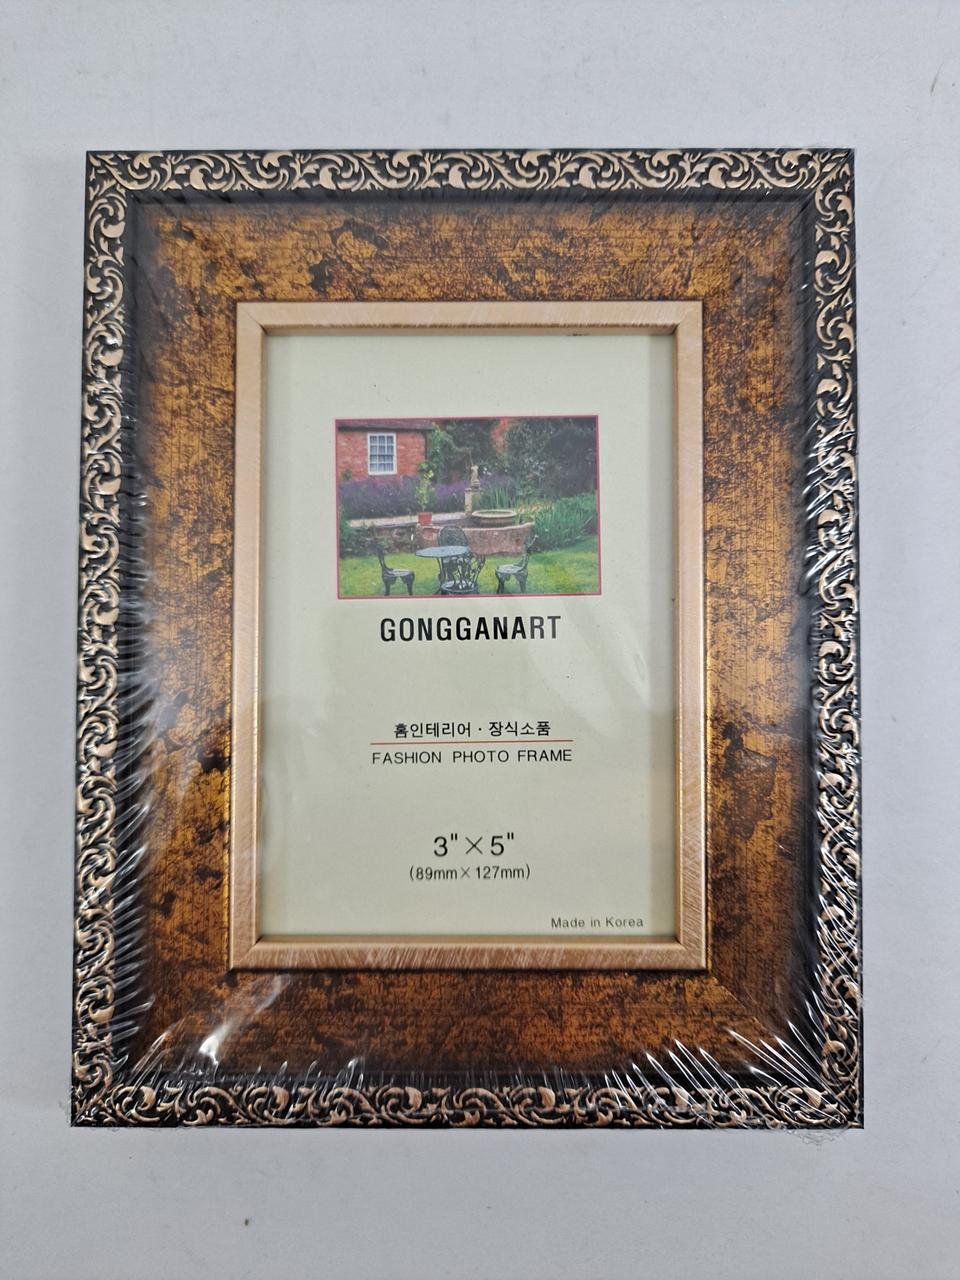 GONGGANART
홈인테리어 · 장식소품
FASHION PHOTO FRAME
3"×5"
(89mm×127mm)
Made in Korea